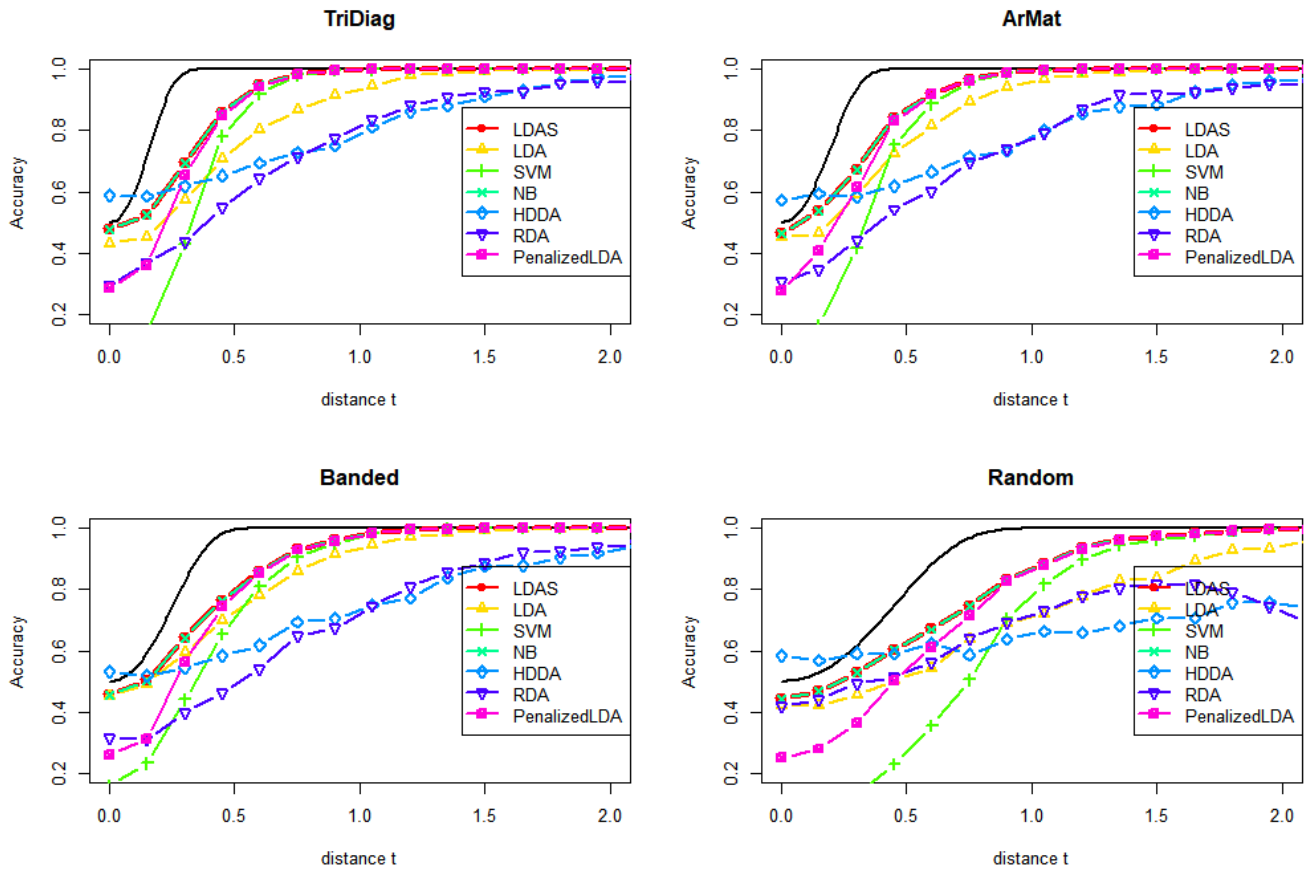 TriDiag
Accuracy
1.0
0.8
0.6
0.4
0.2
LDAS
LDA
SVM
NB
HDDA
RDA
PenalizedLDA
0.0 0.5 1.0 1.5 2.0
distance t
ArMat
Accuracy
1.0
0.8
0.6
0.4
0.2
LDAS
LDA
SVM
NB
HDDA
RDA
PenalizedLDA
0.0 0.5 1.0 1.5 2.0
distance t
Banded
Accuracy
1.0
0.8
0.6
0.4
0.2
LDAS
LDA
SVM
NB
HDDA
RDA
PenalizedLDA
0.0 0.5 1.0 1.5 2.0
distance t
Random
Accuracy
1.0
0.8
0.6
0.4
0.2
LDAS
LDA
SVM
NB
HDDA
RDA
PenalizedLDA
0.0 0.5 1.0 1.5 2.0
distance t